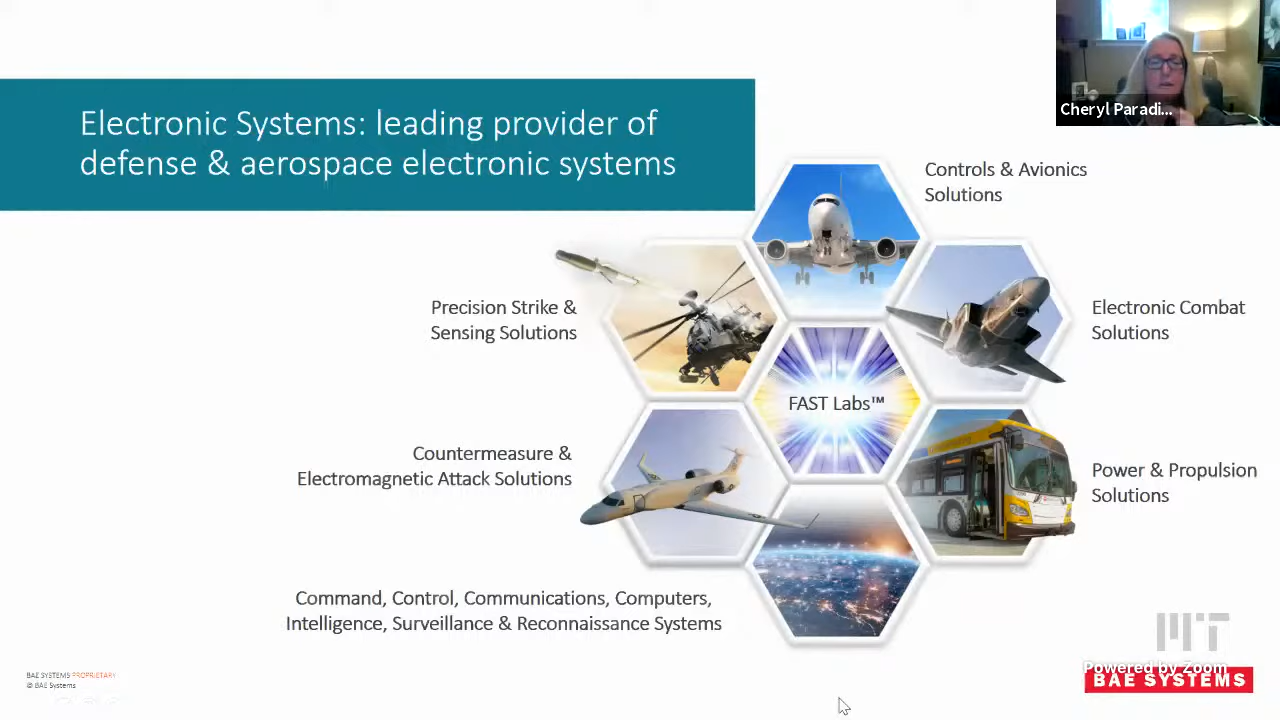 Electronic Systems: leading provider of
defense & aerospace electronic systems
Cheryl Paradi...
Controls & Avionics
Solutions
Precision Strike &
Sensing Solutions
Electronic Combat
Solutions
FAST Labs™
Countermeasure &
Electromagnetic Attack Solutions
Power & Propulsion
Solutions
Command, Control, Communications, Computers,
Intelligence, Surveillance & Reconnaissance Systems
BAE SYSTEMS PROPRIETARY
© BAE Systems
MIT
Powered by Zoom
BAE SYSTEMS